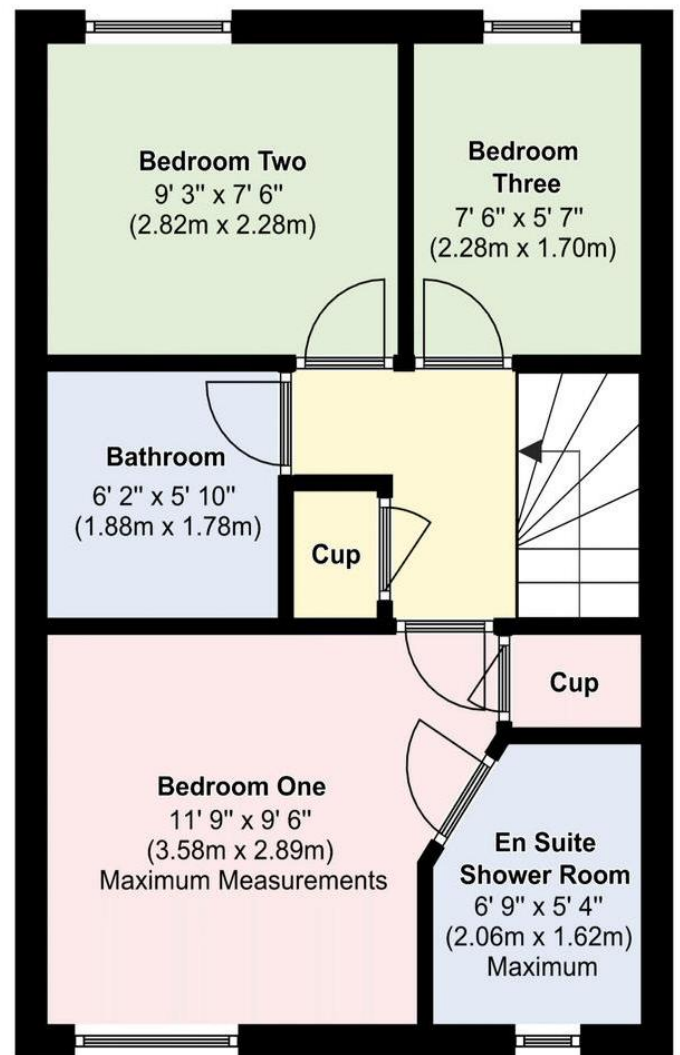 Bedroom Two
9' 3" x 7' 6"
(2.82m x 2.28m)
Bedroom
Three
7' 6" x 5' 7"
(2.28m x 1.70m)
Bathroom
6' 2" x 5' 10"
(1.88m x 1.78m)
Cup
Cup
Bedroom One
11' 9" x 9' 6"
(3.58m x 2.89m)
Maximum Measurements
En Suite
Shower Room
6' 9" x 5' 4"
(2.06m x 1.62m)
Maximum